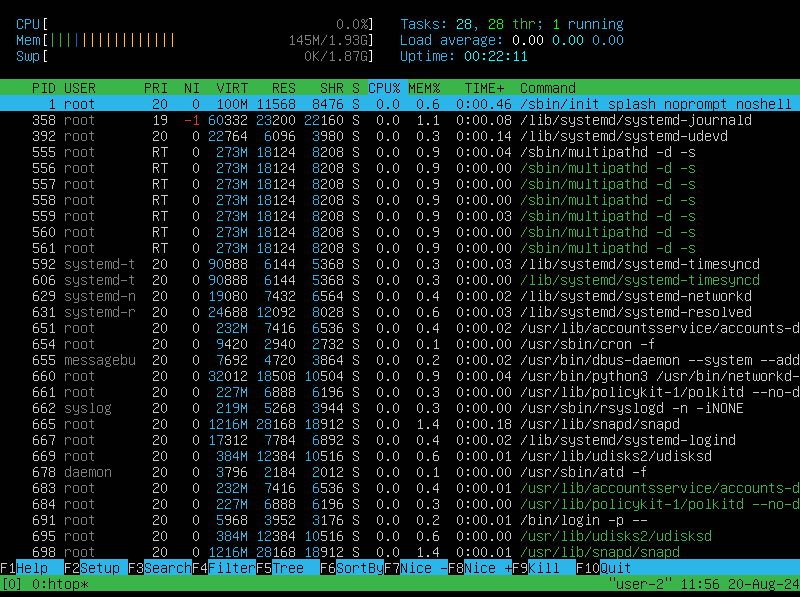 CPU[ 0.0%] Tasks: 28, 28 thr; 1 running
Mem[||||||||||||||||| 145M/1.93G] Load average: 0.00 0.00 0.00
Swp[ 0K/1.87G] Uptime: 00:22:11
PID USER PRI NI VIRT RES SHR S CPU% MEM% TIME+ Command
1 root 20 0 100M 11568 8476 S 0.0 0.6 0:00.46 /sbin/init splash noprompt noshell
358 root 19 -1 60332 23200 22160 S 0.0 1.1 0:00.08 /lib/systemd/systemd-journald
392 root 20 0 22764 6096 3980 S 0.0 0.3 0:00.14 /lib/systemd/systemd-udevd
555 root RT 0 273M 18124 8208 S 0.0 0.9 0:00.04 /sbin/multipathd -d -s
556 root RT 0 273M 18124 8208 S 0.0 0.9 0:00.00 /sbin/multipathd -d -s
557 root RT 0 273M 18124 8208 S 0.0 0.9 0:00.00 /sbin/multipathd -d -s
558 root RT 0 273M 18124 8208 S 0.0 0.9 0:00.00 /sbin/multipathd -d -s
559 root RT 0 273M 18124 8208 S 0.0 0.9 0:00.03 /sbin/multipathd -d -s
560 root RT 0 273M 18124 8208 S 0.0 0.9 0:00.00 /sbin/multipathd -d -s
561 root RT 0 273M 18124 8208 S 0.0 0.9 0:00.00 /sbin/multipathd -d -s
592 systemd-t 20 0 90888 6144 5368 S 0.0 0.3 0:00.03 /lib/systemd/systemd-timesyncd
606 systemd-t 20 0 90888 6144 5368 S 0.0 0.3 0:00.00 /lib/systemd/systemd-timesyncd
629 systemd-n 20 0 19080 7432 6564 S 0.0 0.4 0:00.02 /lib/systemd/systemd-networkd
631 systemd-r 20 0 24688 12092 8028 S 0.0 0.6 0:00.03 /lib/systemd/systemd-resolved
651 root 20 0 232M 7416 6536 S 0.0 0.4 0:00.02 /usr/lib/accountsservice/accounts-d
654 root 20 0 9420 2940 2732 S 0.0 0.1 0:00.00 /usr/sbin/cron -f
655 messagebu 20 0 7692 4720 3864 S 0.0 0.2 0:00.02 /usr/bin/dbus-daemon --system --add
660 root 20 0 32012 18508 10504 S 0.0 0.9 0:00.04 /usr/bin/python3 /usr/bin/networkd-
661 root 20 0 227M 6888 6196 S 0.0 0.3 0:00.01 /usr/lib/policykit-1/polkitd --no-d
662 syslog 20 0 219M 5268 3944 S 0.0 0.3 0:00.00 /usr/sbin/rsyslogd -n -iNONE
665 root 20 0 1216M 28168 18912 S 0.0 1.4 0:00.18 /usr/lib/snapd/snapd
667 root 20 0 17312 7784 6892 S 0.0 0.4 0:00.02 /lib/systemd/systemd-logind
669 root 20 0 384M 12384 10516 S 0.0 0.6 0:00.01 /usr/lib/udisks2/udisksd
678 daemon 20 0 3796 2184 2012 S 0.0 0.1 0:00.00 /usr/sbin/atd -f
683 root 20 0 232M 7416 6536 S 0.0 0.4 0:00.01 /usr/lib/accountsservice/accounts-d
684 root 20 0 227M 6888 6196 S 0.0 0.3 0:00.00 /usr/lib/policykit-1/polkitd --no-d
691 root 20 0 5968 3952 3176 S 0.0 0.2 0:00.01 /bin/login -p --
695 root 20 0 384M 12384 10516 S 0.0 0.6 0:00.00 /usr/lib/udisks2/udisksd
698 root 20 0 1216M 28168 18912 S 0.0 1.4 0:00.01 /usr/lib/snapd/snapd
F1Help F2Setup F3SearchF4FilterF5Tree F6SortByF7Nice -F8Nice +F9Kill F10Quit
[0] 0:htop* "user-2" 11:56 20-Aug-24